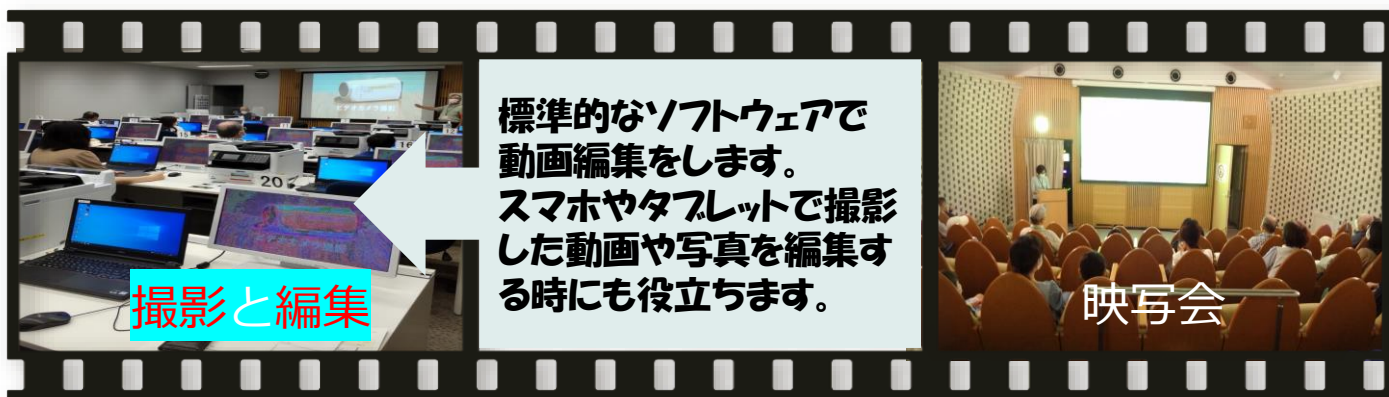 標準的なソフトウェアで
動画編集をします。
スマホやタブレットで撮影
した動画や写真を編集す
る時にも役立ちます。
20
16
撮影と編集
映写会